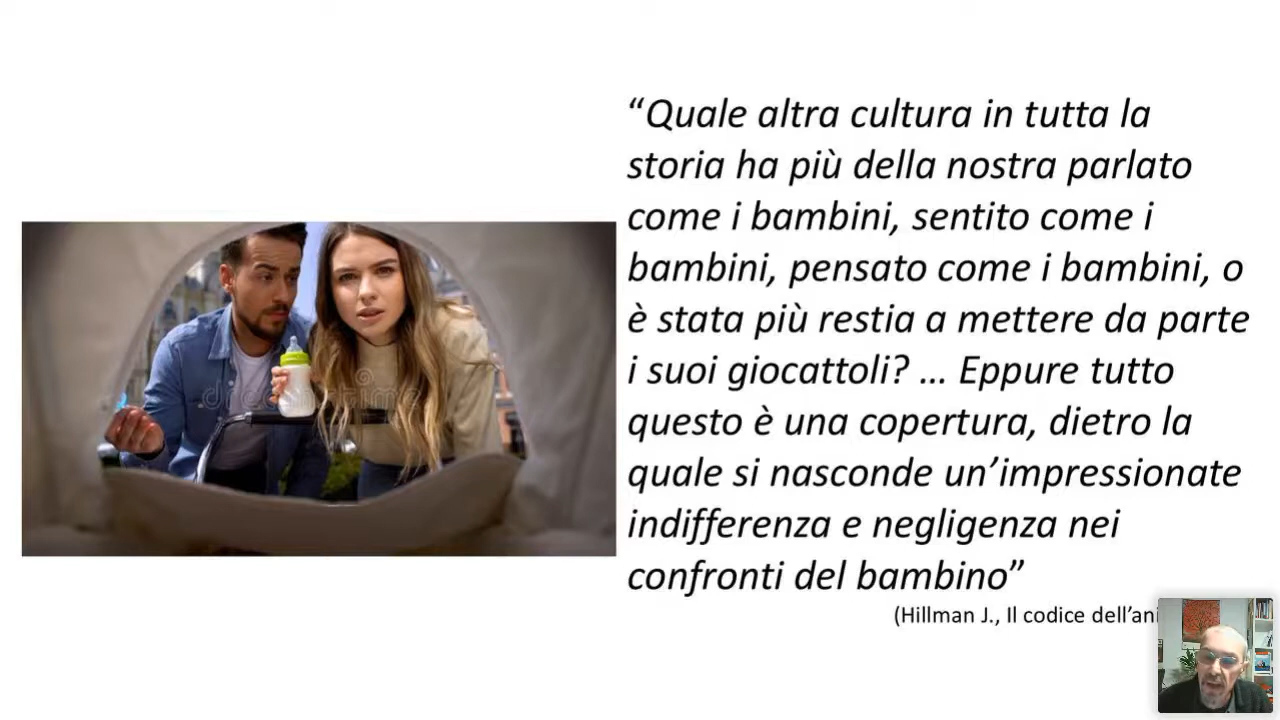 “Quale altra cultura in tutta la
storia ha più della nostra parlato
come i bambini, sentito come i
bambini, pensato come i bambini, o
è stata più restia a mettere da parte
i suoi giocattoli? … Eppure tutto
questo è una copertura, dietro la
quale si nasconde un’impressionate
indifferenza e negligenza nei
confronti del bambino”
(Hillman J., Il codice dell’ani
dreamstime